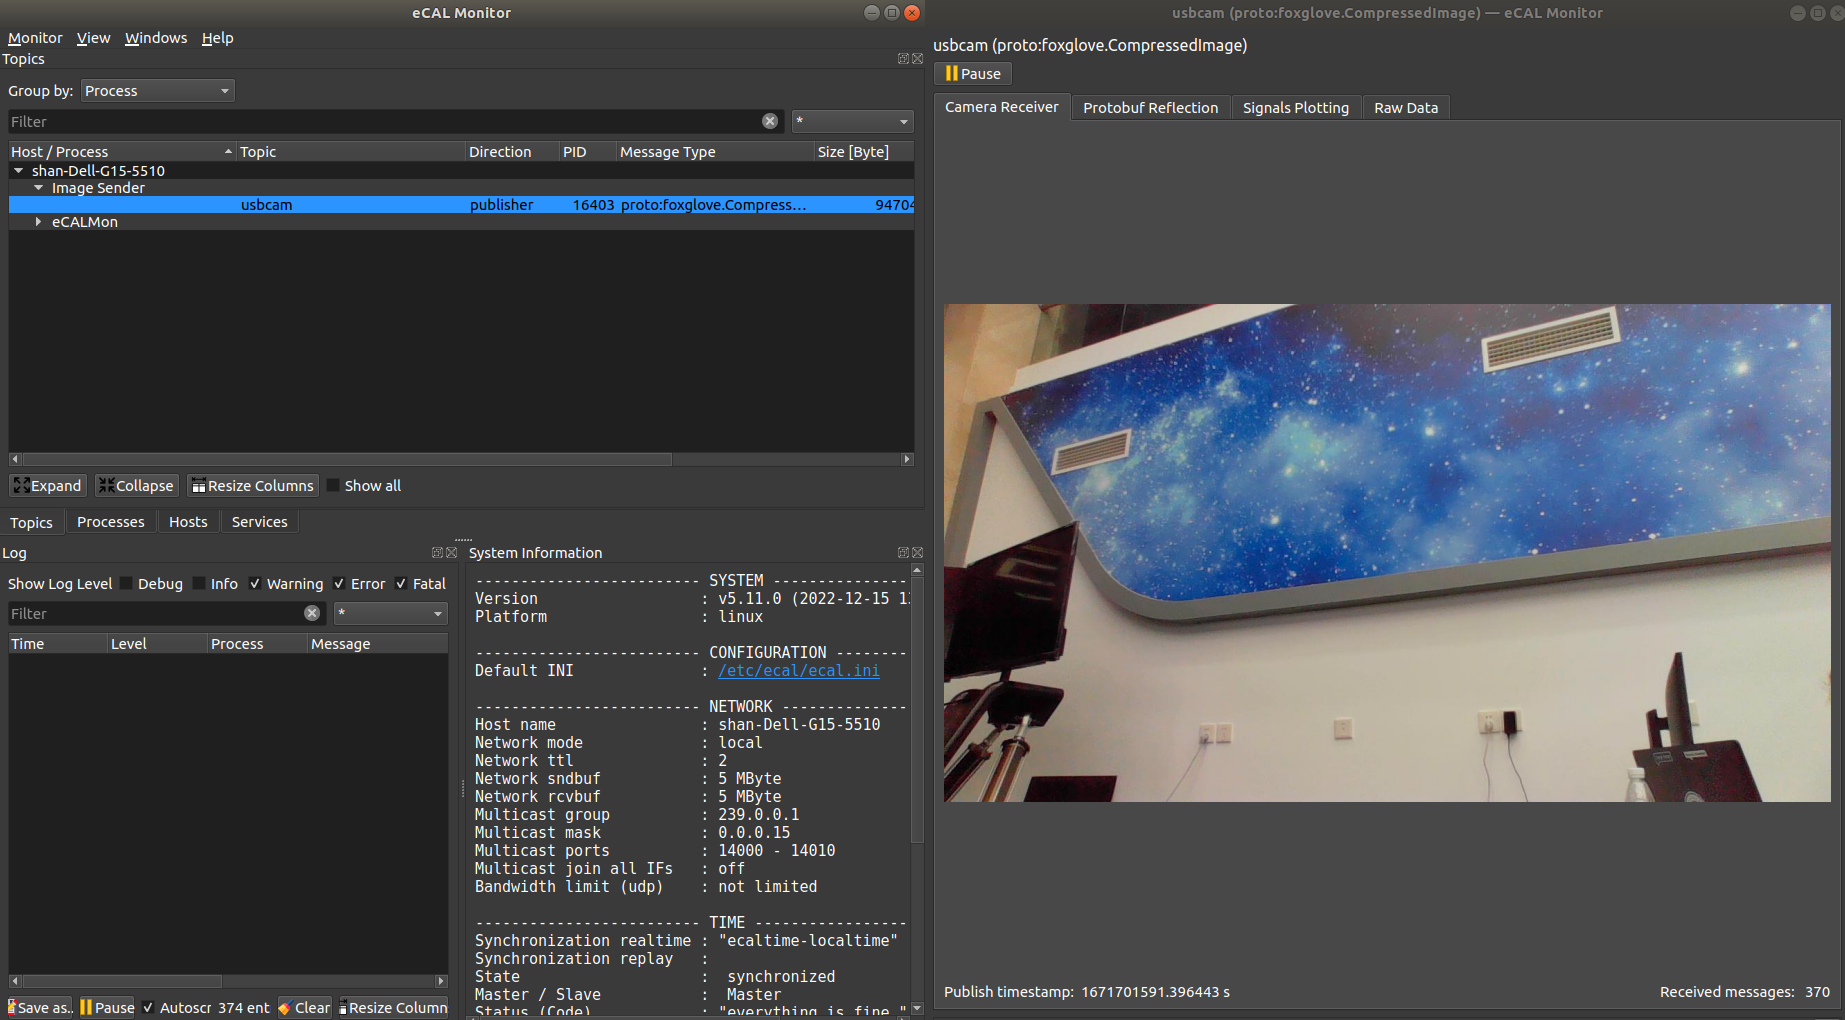 eCAL Monitor
Monitor View Windows Help
Topics
Group by: Process
Filter *
Host / Process Topic Direction PID Message Type Size [Byte]
shan-Dell-G15-5510
Image Sender
usbcam publisher 16403 proto:foxglove.Compress... 94704
eCALMon
Expand Collapse Resize Columns Show all
Topics Processes Hosts Services
Log
Show Log Level Debug Info Warning Error Fatal
Filter *
Time Level Process Message
Save as.. Pause Autoscr 374 ent Clear Resize Column
System Information
------------------------- SYSTEM ---------------
Version : v5.11.0 (2022-12-15 1
Platform : linux
------------------------- CONFIGURATION --------
Default INI : /etc/ecal/ecal.ini
------------------------- NETWORK --------------
Host name : shan-Dell-G15-5510
Network mode : local
Network ttl : 2
Network sndbuf : 5 MByte
Network rcvbuf : 5 MByte
Multicast group : 239.0.0.1
Multicast mask : 0.0.0.15
Multicast ports : 14000 - 14010
Multicast join all IFs : off
Bandwidth limit (udp) : not limited
------------------------- TIME -----------------
Synchronization realtime : "ecaltime-localtime"
Synchronization replay :
State : synchronized
Master / Slave : Master
Status (Code) : "everything is fine."
usbcam (proto:foxglove.CompressedImage) — eCAL Monitor
usbcam (proto:foxglove.CompressedImage)
Pause
Camera Receiver Protobuf Reflection Signals Plotting Raw Data
Publish timestamp: 1671701591.396443 s
Received messages: 370